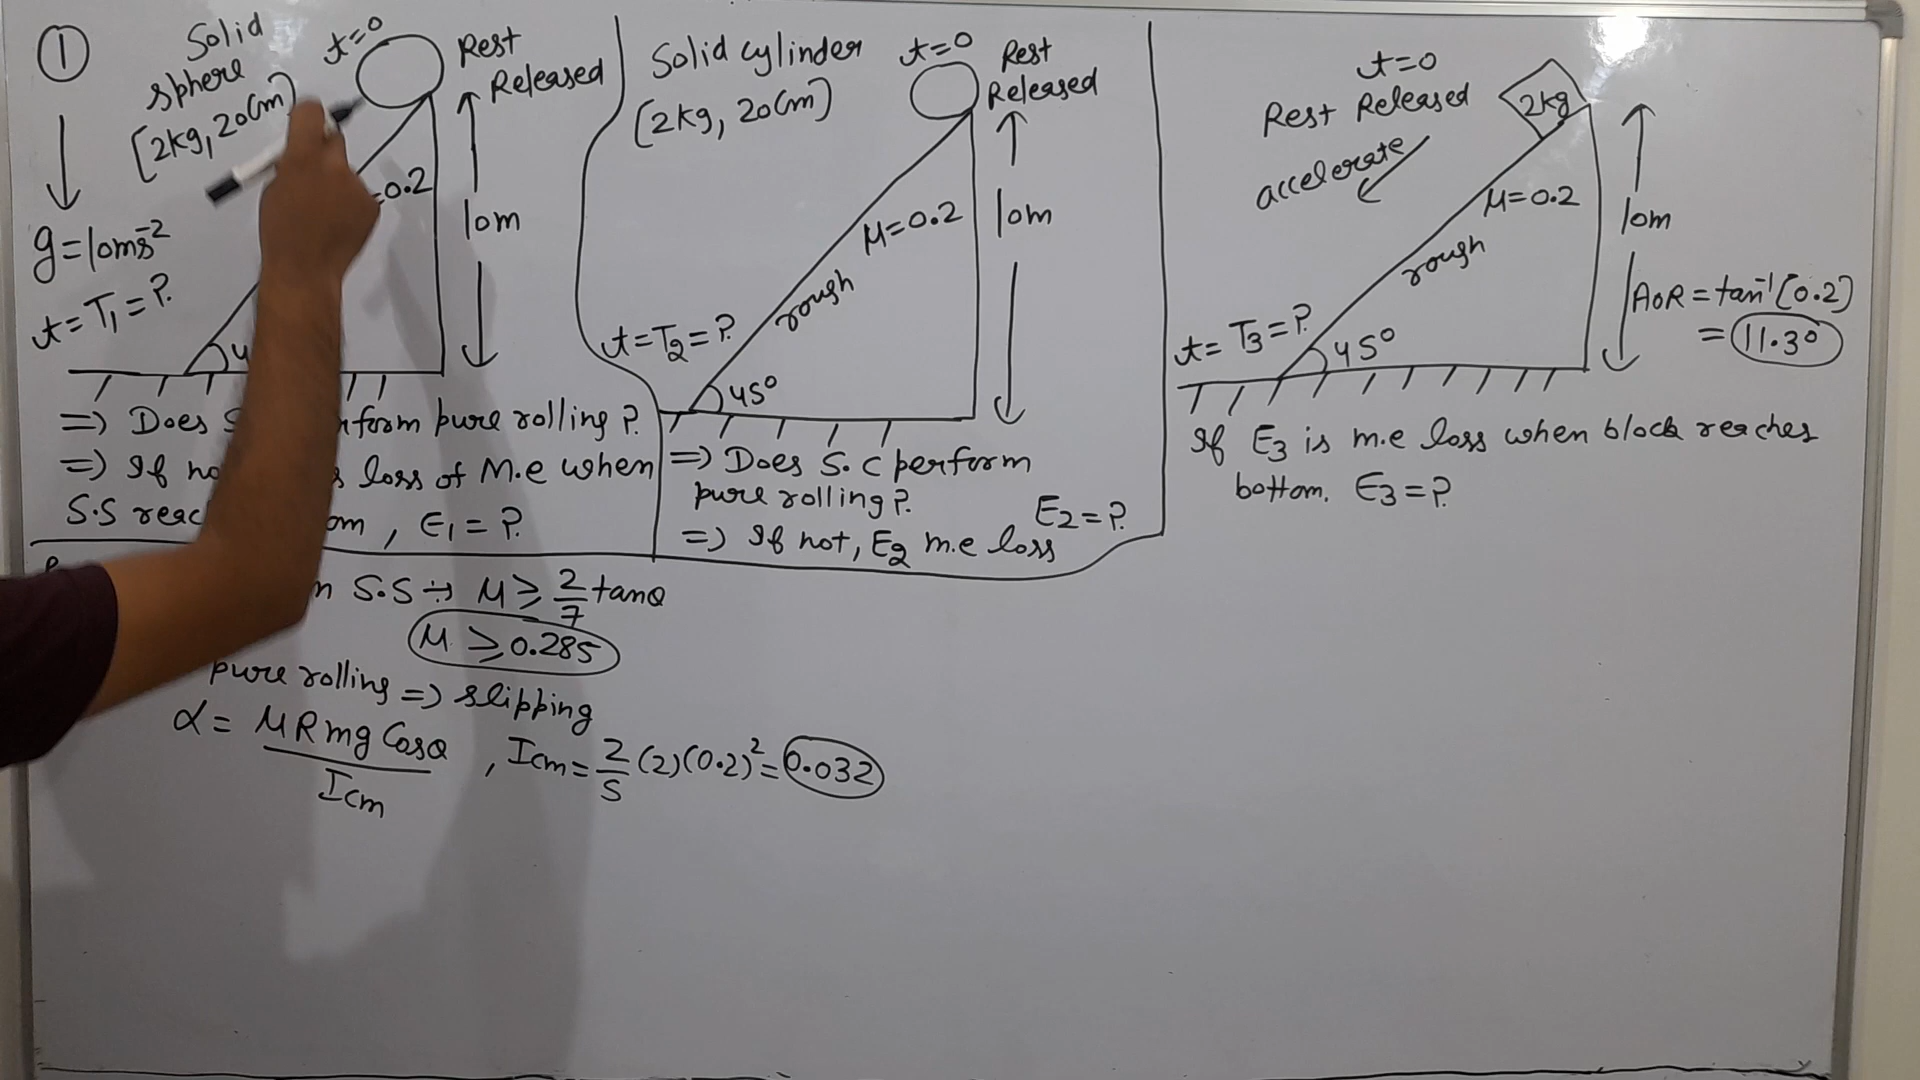 ①
Solid
sphere
[2kg, 20cm]
t=0
Rest
Released
=0.2
10m
g=10ms⁻²
t=T₁=?
=> Does S form pure rolling?
=> If no loss of M.e when
S.S reac om, E₁=?
Solid cylinder
[2kg, 20cm]
t=0
Rest
Released
μ=0.2
10m
rough
t=T₂=?
45°
=> Does S.C perform
pure rolling?
=> If not, E₂ m.e loss
E₂=?
t=0
Rest Released
accelerate
2kg
μ=0.2
10m
rough
AoR = tan⁻¹(0.2)
= 11.3°
t= T₃=?
45°
If E₃ is m.e loss when block reaches
bottom. E₃=?
n S.S ÷→ μ ≥ 2/7 tanθ
μ ≥ 0.285
pure rolling => slipping
α = μRmg Cosθ / Icm , Icm = 2/5 (2)(0.2)² = 0.032